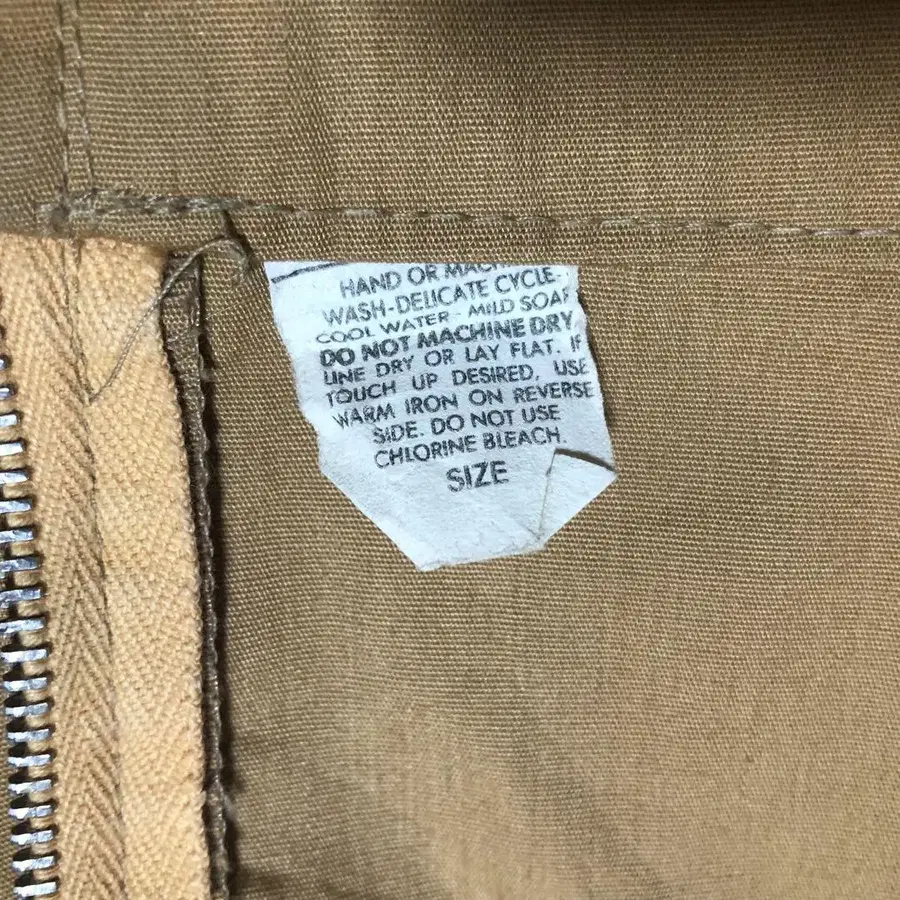 HAND OR
WASH-DELICATE CYCLE-
COOL WATER - MILD SOAP
DO NOT MACHINE DRY
LINE DRY OR LAY FLAT. IF
TOUCH UP DESIRED, USE
WARM IRON ON REVERSE
SIDE. DO NOT USE
CHLORINE BLEACH.
SIZE